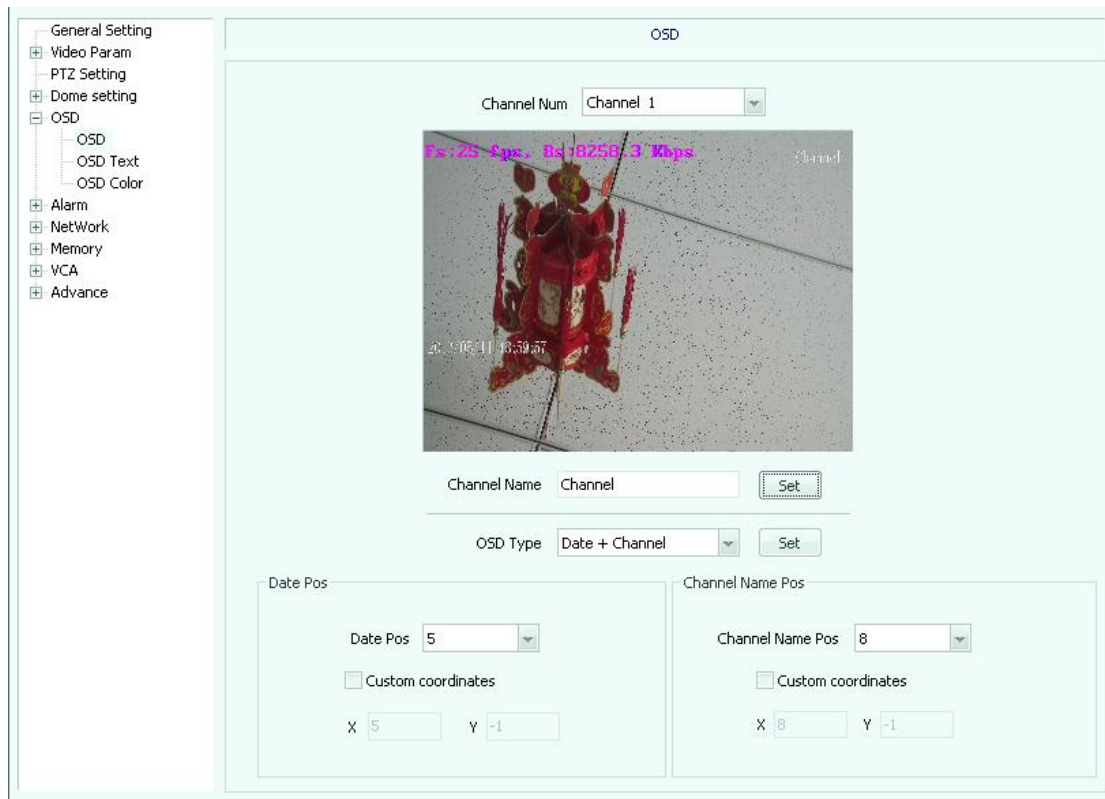 General Setting
Video Param
PTZ Setting
Dome setting
OSD
OSD
OSD Text
OSD Color
Alarm
NetWork
Memory
VCA
Advance
OSD
Channel Num Channel 1
Fs:25 fps, Bs:8258.3 Kbps
Channel
13:59:57
Channel Name Channel Set
OSD Type Date + Channel Set
Date Pos
Date Pos 5
Custom coordinates
X 5 Y -1
Channel Name Pos
Channel Name Pos 8
Custom coordinates
X 8 Y -1